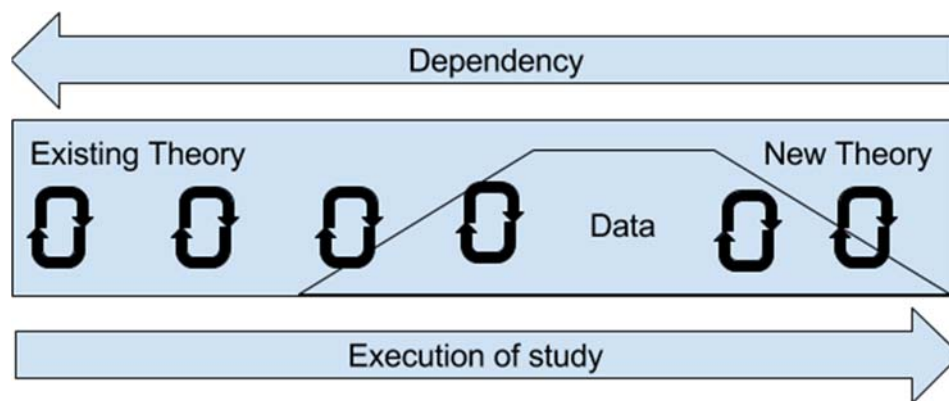 Dependency
Existing Theory
New Theory
Data
Execution of study